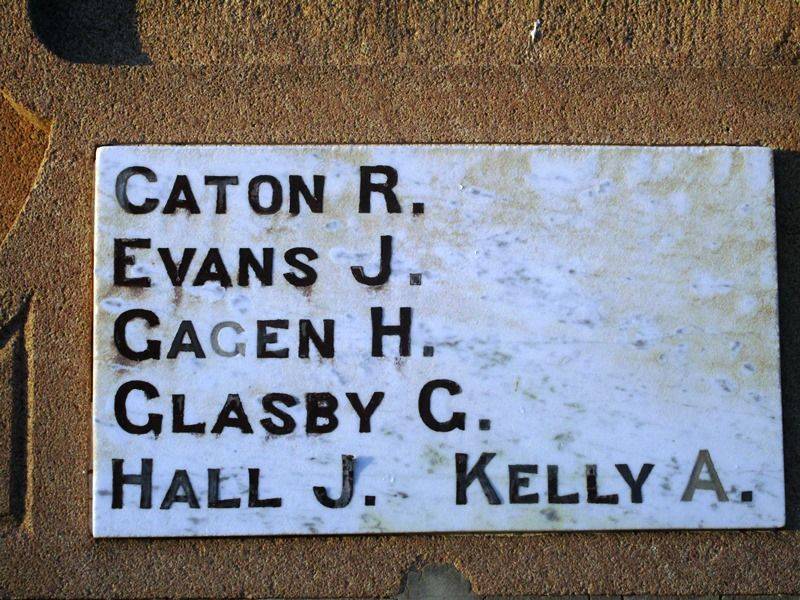 CATON R.
EVANS J.
GAGEN H.
GLASBY G.
HALL J. KELLY A.